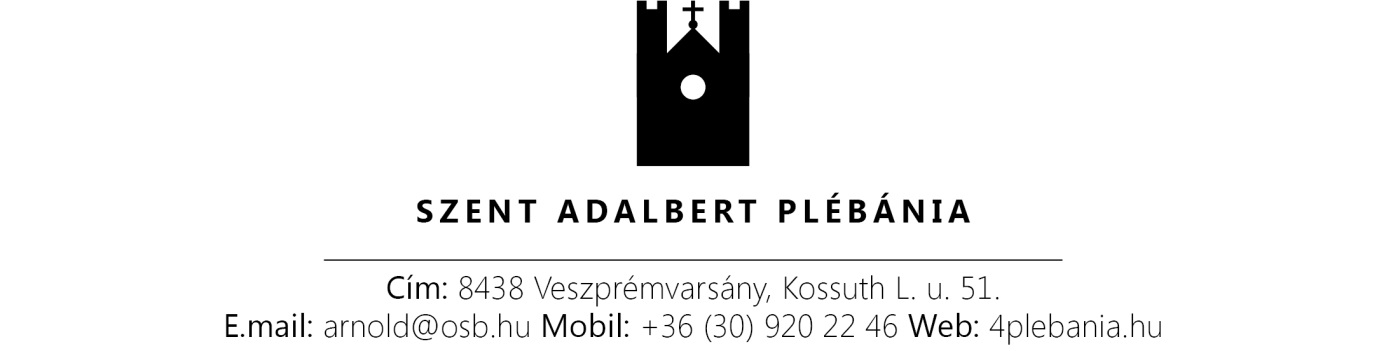 SZENT ADALBERT PLÉBÁNIA
Cím: 8438 Veszprémvarsány, Kossuth L. u. 51.
E.mail: arnold@osb.hu Mobil: +36 (30) 920 22 46 Web: 4plebania.hu